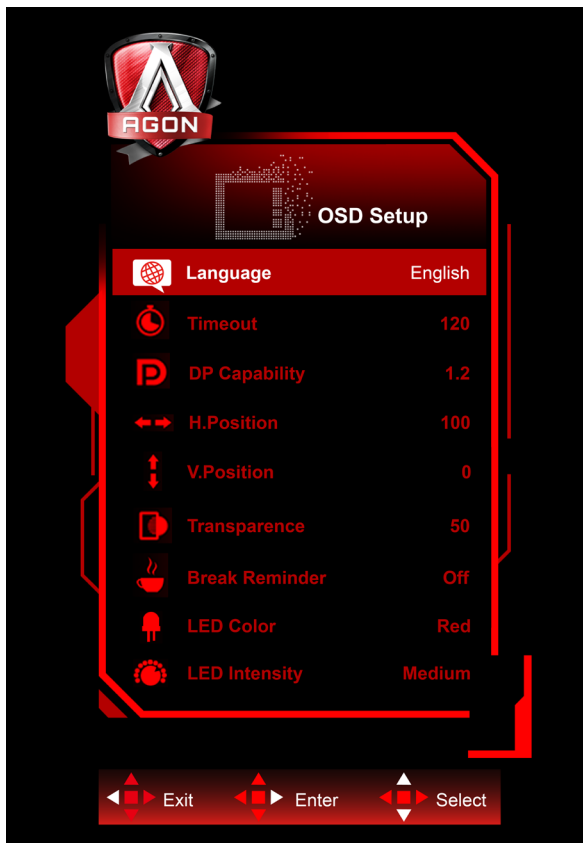 AGON
OSD Setup
Language English
Timeout 120
DP Capability 1.2
H.Position 100
V.Position 0
Transparence 50
Break Reminder Off
LED Color Red
LED Intensity Medium
Exit Enter Select